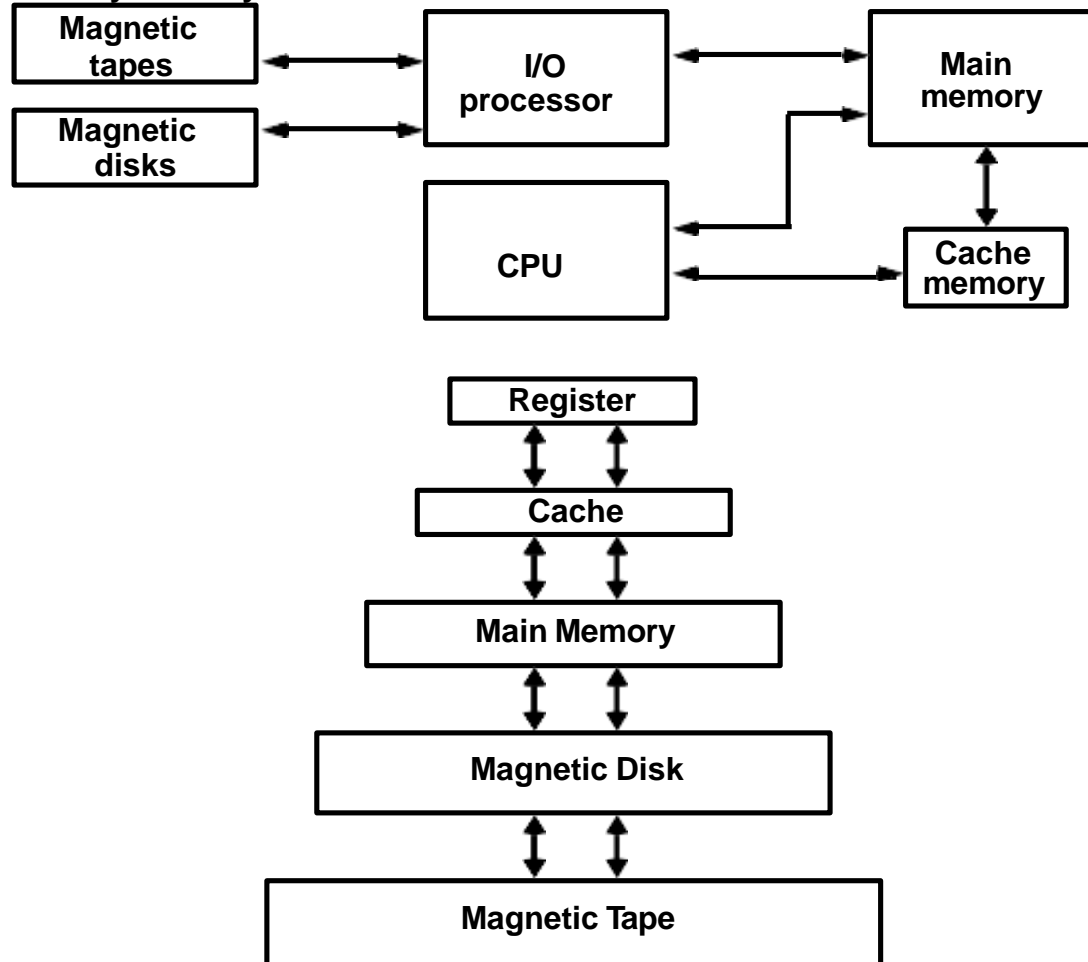 Magnetic
tapes
I/O
processor
Main
memory
Magnetic
disks
CPU
Cache
memory
Register
Cache
Main Memory
Magnetic Disk
Magnetic Tape